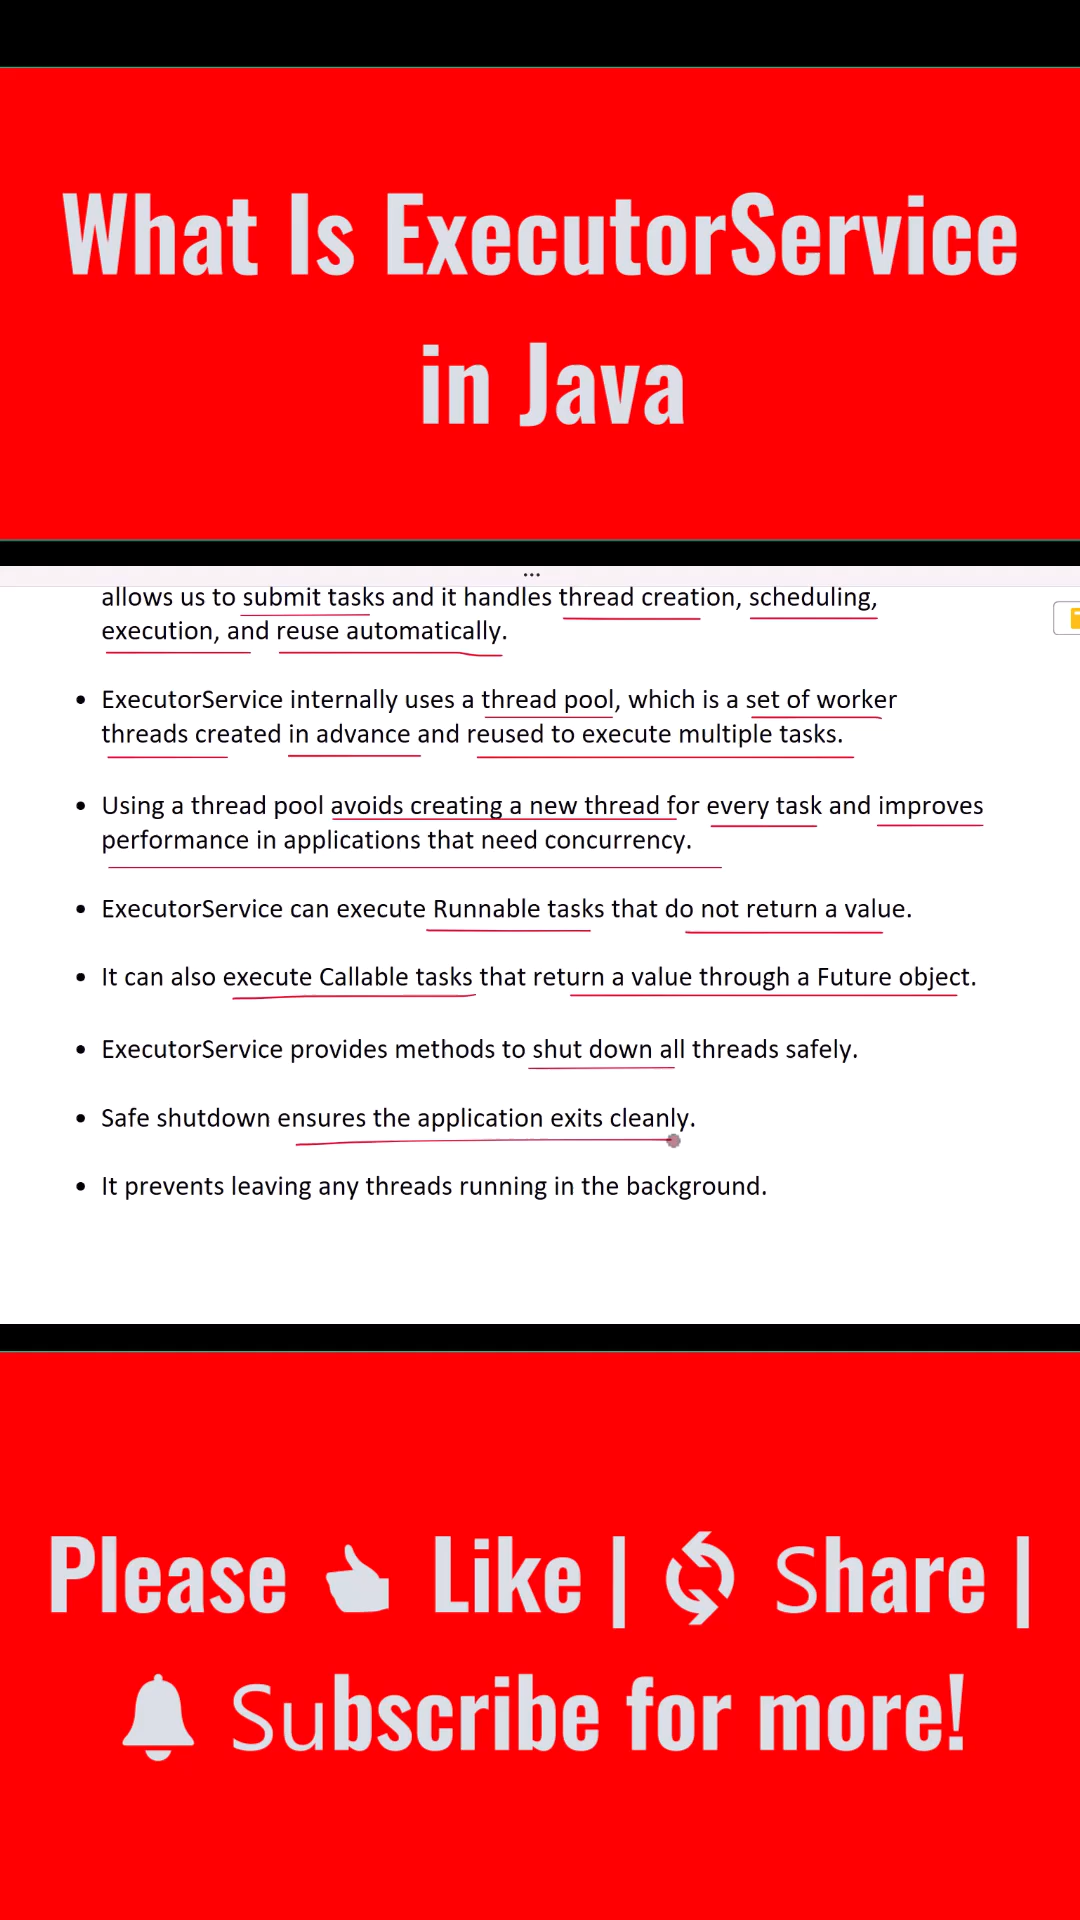 What Is ExecutorService
in Java
...
allows us to submit tasks and it handles thread creation, scheduling,
execution, and reuse automatically.
• ExecutorService internally uses a thread pool, which is a set of worker
threads created in advance and reused to execute multiple tasks.
• Using a thread pool avoids creating a new thread for every task and improves
performance in applications that need concurrency.
• ExecutorService can execute Runnable tasks that do not return a value.
• It can also execute Callable tasks that return a value through a Future object.
• ExecutorService provides methods to shut down all threads safely.
• Safe shutdown ensures the application exits cleanly.
• It prevents leaving any threads running in the background.
Please 👍 Like | 🔄 Share |
🔔 Subscribe for more!